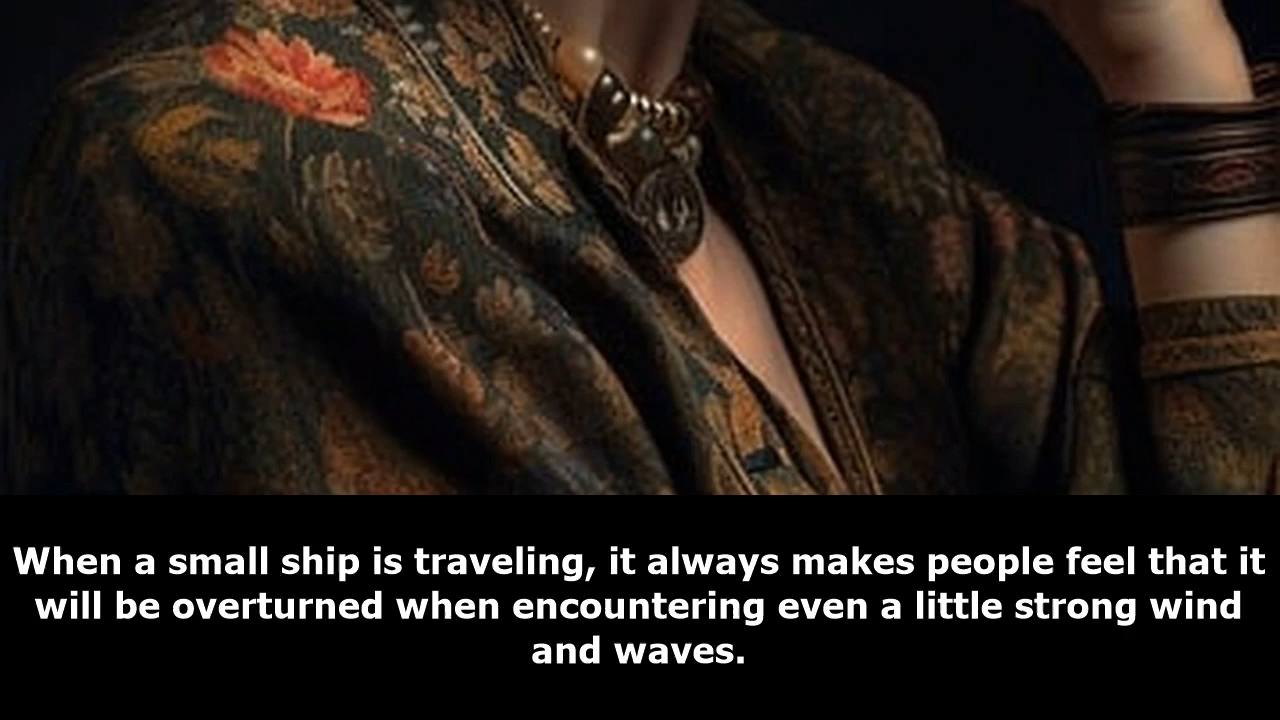 When a small ship is traveling, it always makes people feel that it
will be overturned when encountering even a little strong wind
and waves.